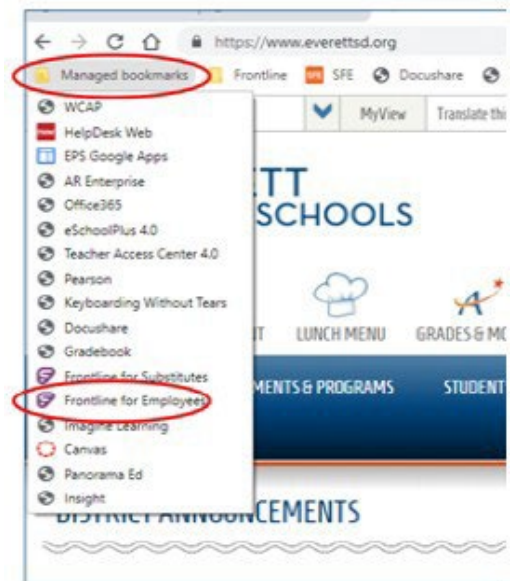 https://www.everettsd.org
Managed bookmarks Frontline SFE Docushare
WCAP
HelpDesk Web
EPS Google Apps
AR Enterprise
Office365
eSchoolPlus 4.0
Teacher Access Center 4.0
Pearson
Keyboarding Without Tears
Docushare
Gradebook
Frontline for Substitutes
Frontline for Employees
Imagine Learning
Canvas
Panorama Ed
Insight
MyView Translate thi
TT
SCHOOLS
LUNCH MENU GRADES & MO
MENTS & PROGRAMS STUDENT
DISTRICT ANNOUNCEMENTS